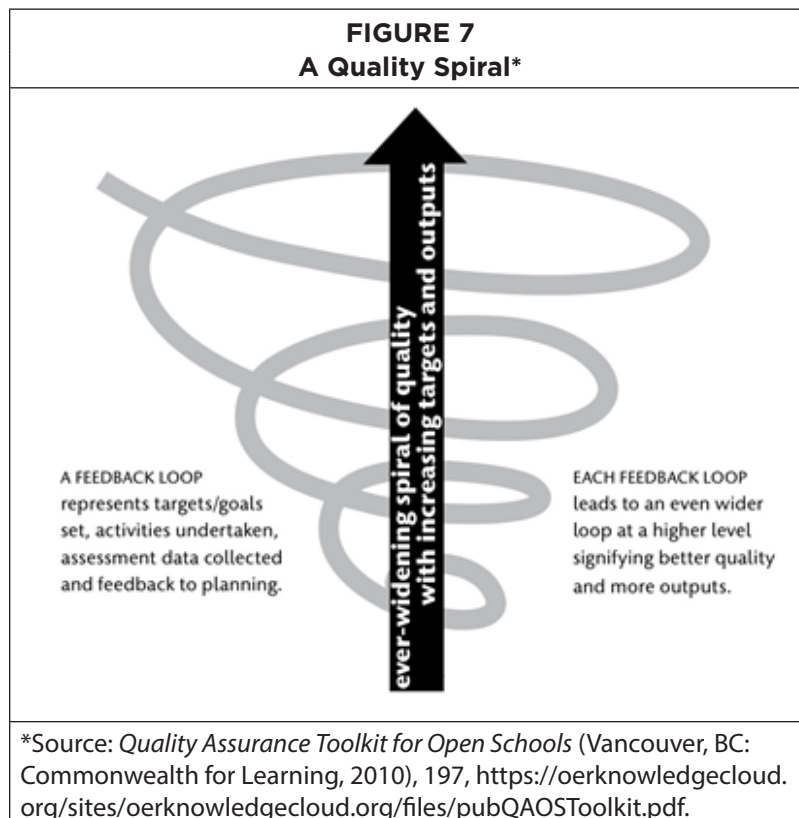 FIGURE 7
A Quality Spiral*
ever-widening spiral of quality
with increasing targets and outputs
A FEEDBACK LOOP
represents targets/goals
set, activities undertaken,
assessment data collected
and feedback to planning.
EACH FEEDBACK LOOP
leads to an even wider
loop at a higher level
signifying better quality
and more outputs.
*Source: Quality Assurance Toolkit for Open Schools (Vancouver, BC:
Commonwealth for Learning, 2010), 197, https://oerknowledgecloud.
org/sites/oerknowledgecloud.org/files/pubQAOSToolkit.pdf.